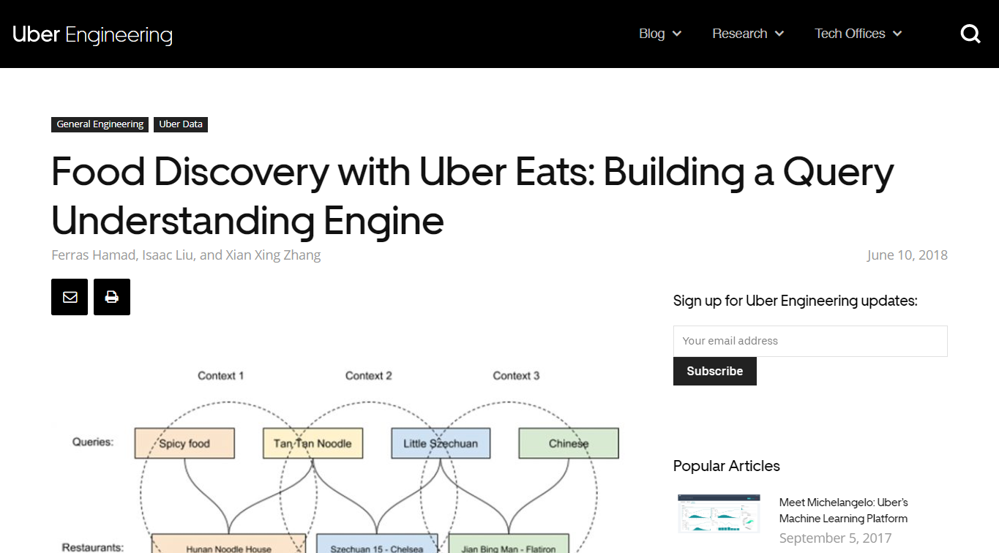 Uber Engineering
Blog Research Tech Offices
General Engineering Uber Data
Food Discovery with Uber Eats: Building a Query
Understanding Engine
Ferras Hamad, Isaac Liu, and Xian Xing Zhang June 10, 2018
Sign up for Uber Engineering updates:
Your email address
Subscribe
Context 1 Context 2 Context 3
Queries: Spicy food Tan-Tan Noodle Little Szechuan Chinese
Restaurants: Hunan Noodle House Szechuan 15 - Chelsea Jian Bing Man - Flatiron
Popular Articles
Meet Michelangelo: Uber's
Machine Learning Platform
September 5, 2017